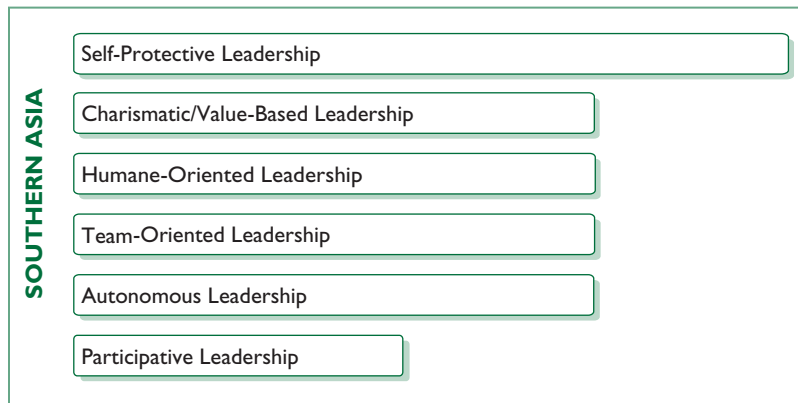 SOUTHERN ASIA
Self-Protective Leadership
Charismatic/Value-Based Leadership
Humane-Oriented Leadership
Team-Oriented Leadership
Autonomous Leadership
Participative Leadership